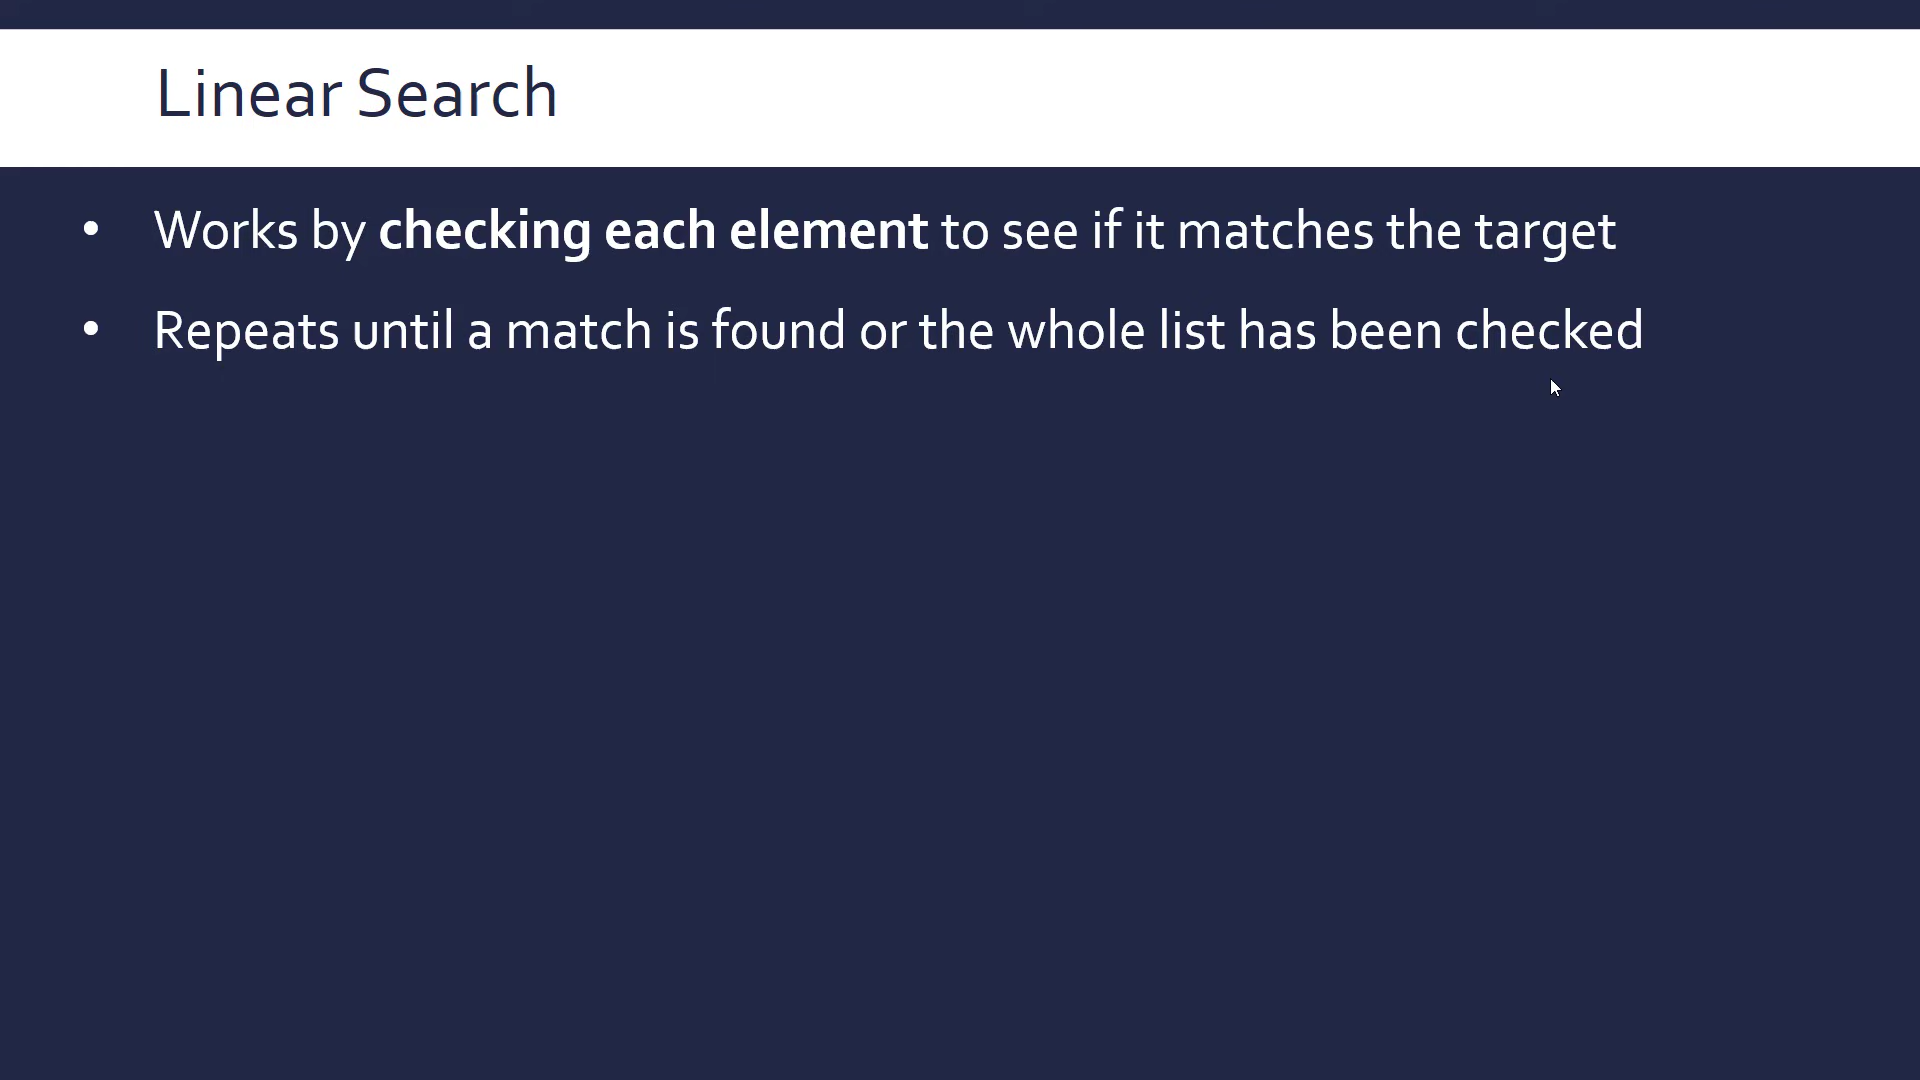 Linear Search
• Works by checking each element to see if it matches the target
• Repeats until a match is found or the whole list has been checked